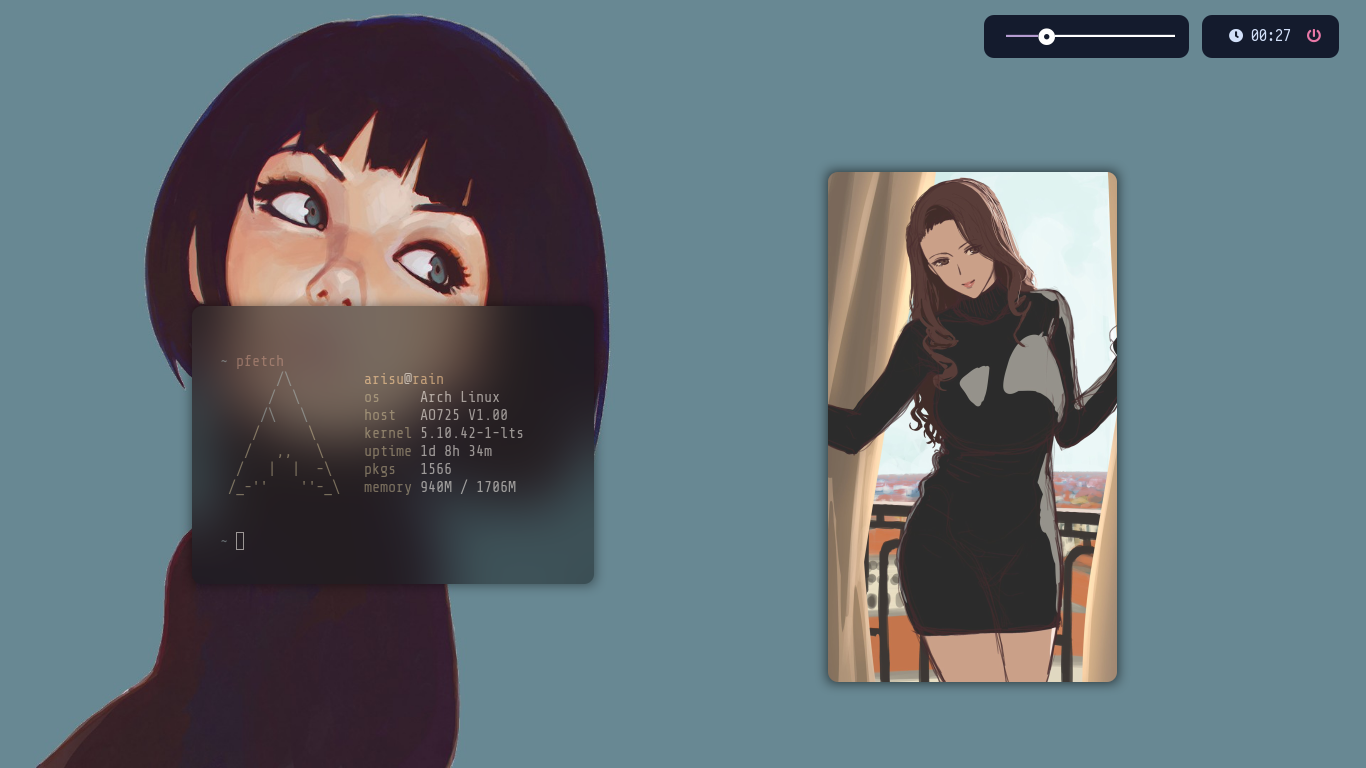 00:27
~ pfetch
arisu@rain
os Arch Linux
host AO725 V1.00
kernel 5.10.42-1-lts
uptime 1d 8h 34m
pkgs 1566
memory 940M / 1706M
~